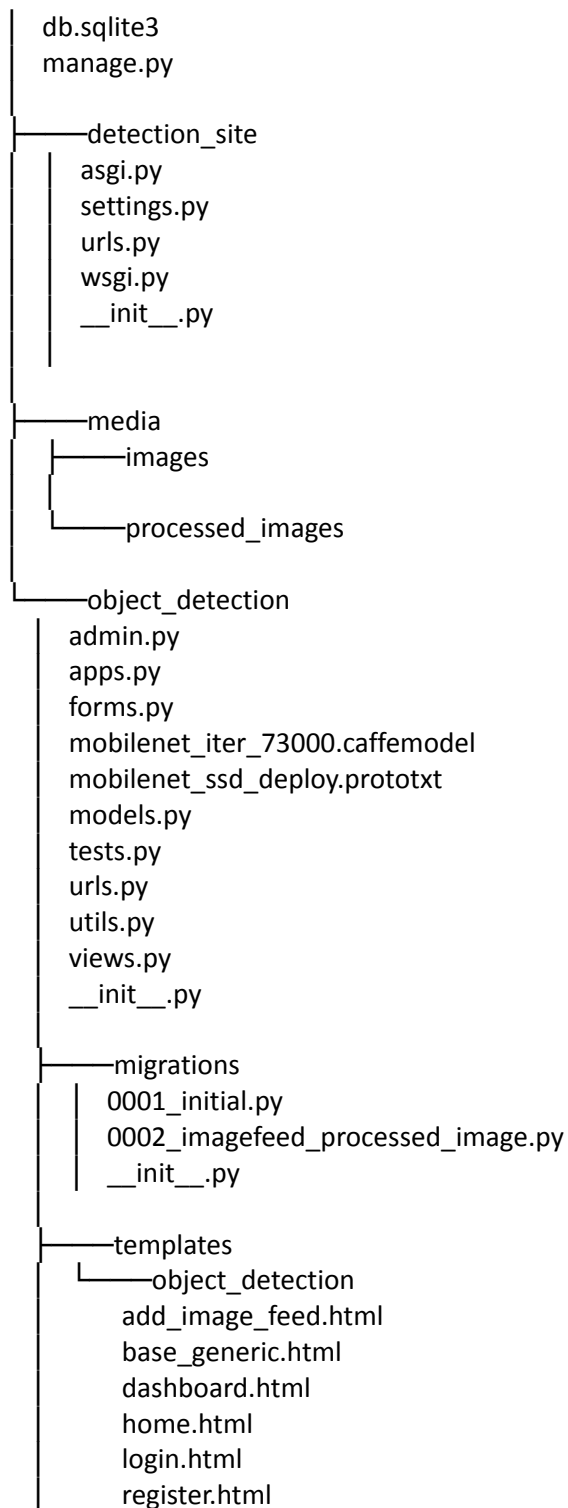 db.sqlite3
manage.py
detection_site
asgi.py
settings.py
urls.py
wsgi.py
__init__.py
media
images
processed_images
object_detection
admin.py
apps.py
forms.py
mobilenet_iter_73000.caffemodel
mobilenet_ssd_deploy.prototxt
models.py
tests.py
urls.py
utils.py
views.py
__init__.py
migrations
0001_initial.py
0002_imagefeed_processed_image.py
__init__.py
templates
object_detection
add_image_feed.html
base_generic.html
dashboard.html
home.html
login.html
register.html